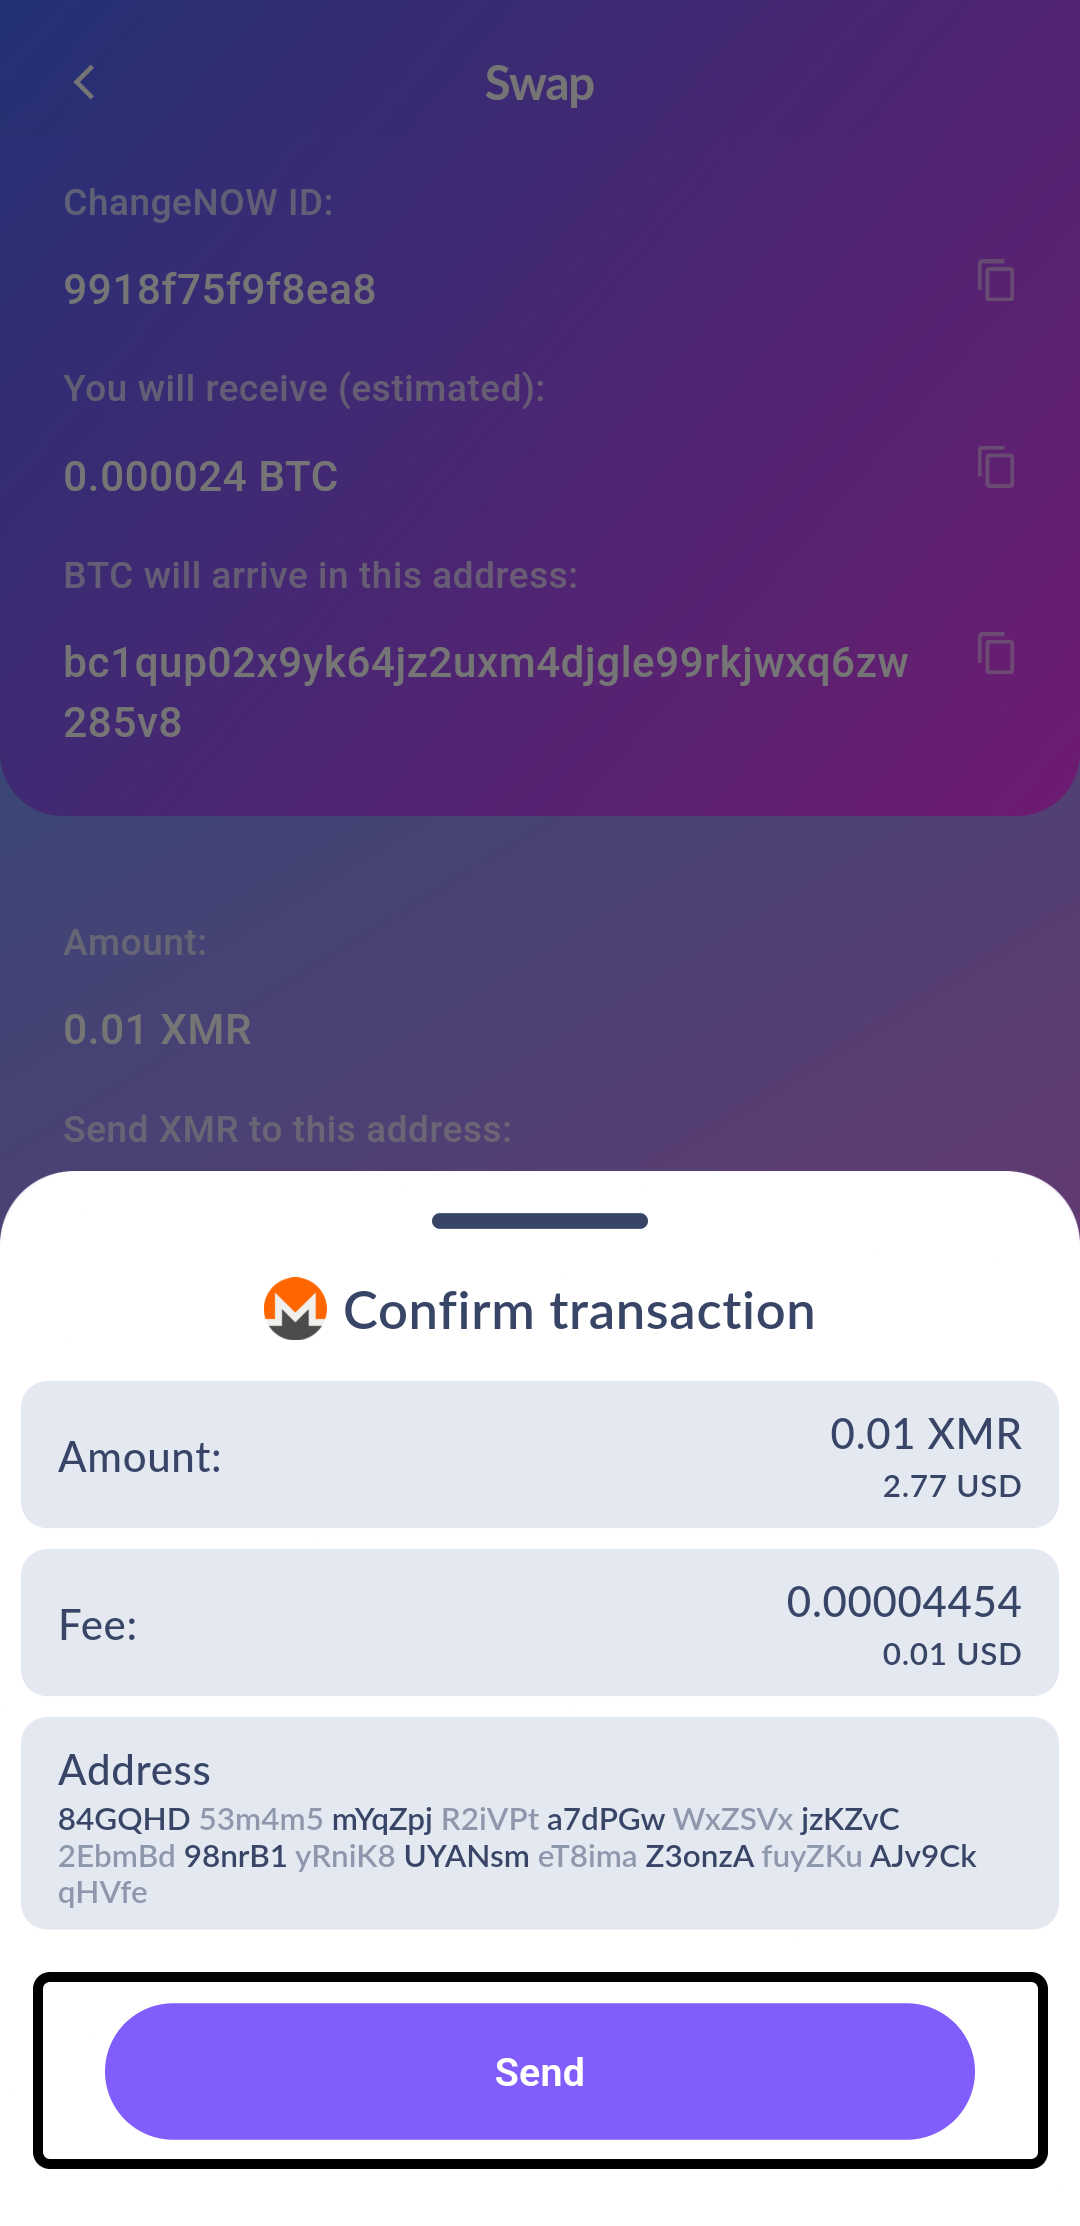 Swap
ChangeNOW ID:
9918f75f9f8ea8
You will receive (estimated):
0.000024 BTC
BTC will arrive in this address:
bc1qup02x9yk64jz2uxm4djgle99rkjwxq6zw
285v8
Amount:
0.01 XMR
Send XMR to this address:
Confirm transaction
Amount:
0.01 XMR
2.77 USD
Fee:
0.00004454
0.01 USD
Address
84GQHD 53m4m5 mYqZpj R2iVPt a7dPGw WxZSVx jzKZvC
2EbmBd 98nrB1 yRniK8 UYANsm eT8ima Z3onzA fuyZKu AJv9Ck
qHVfe
Send